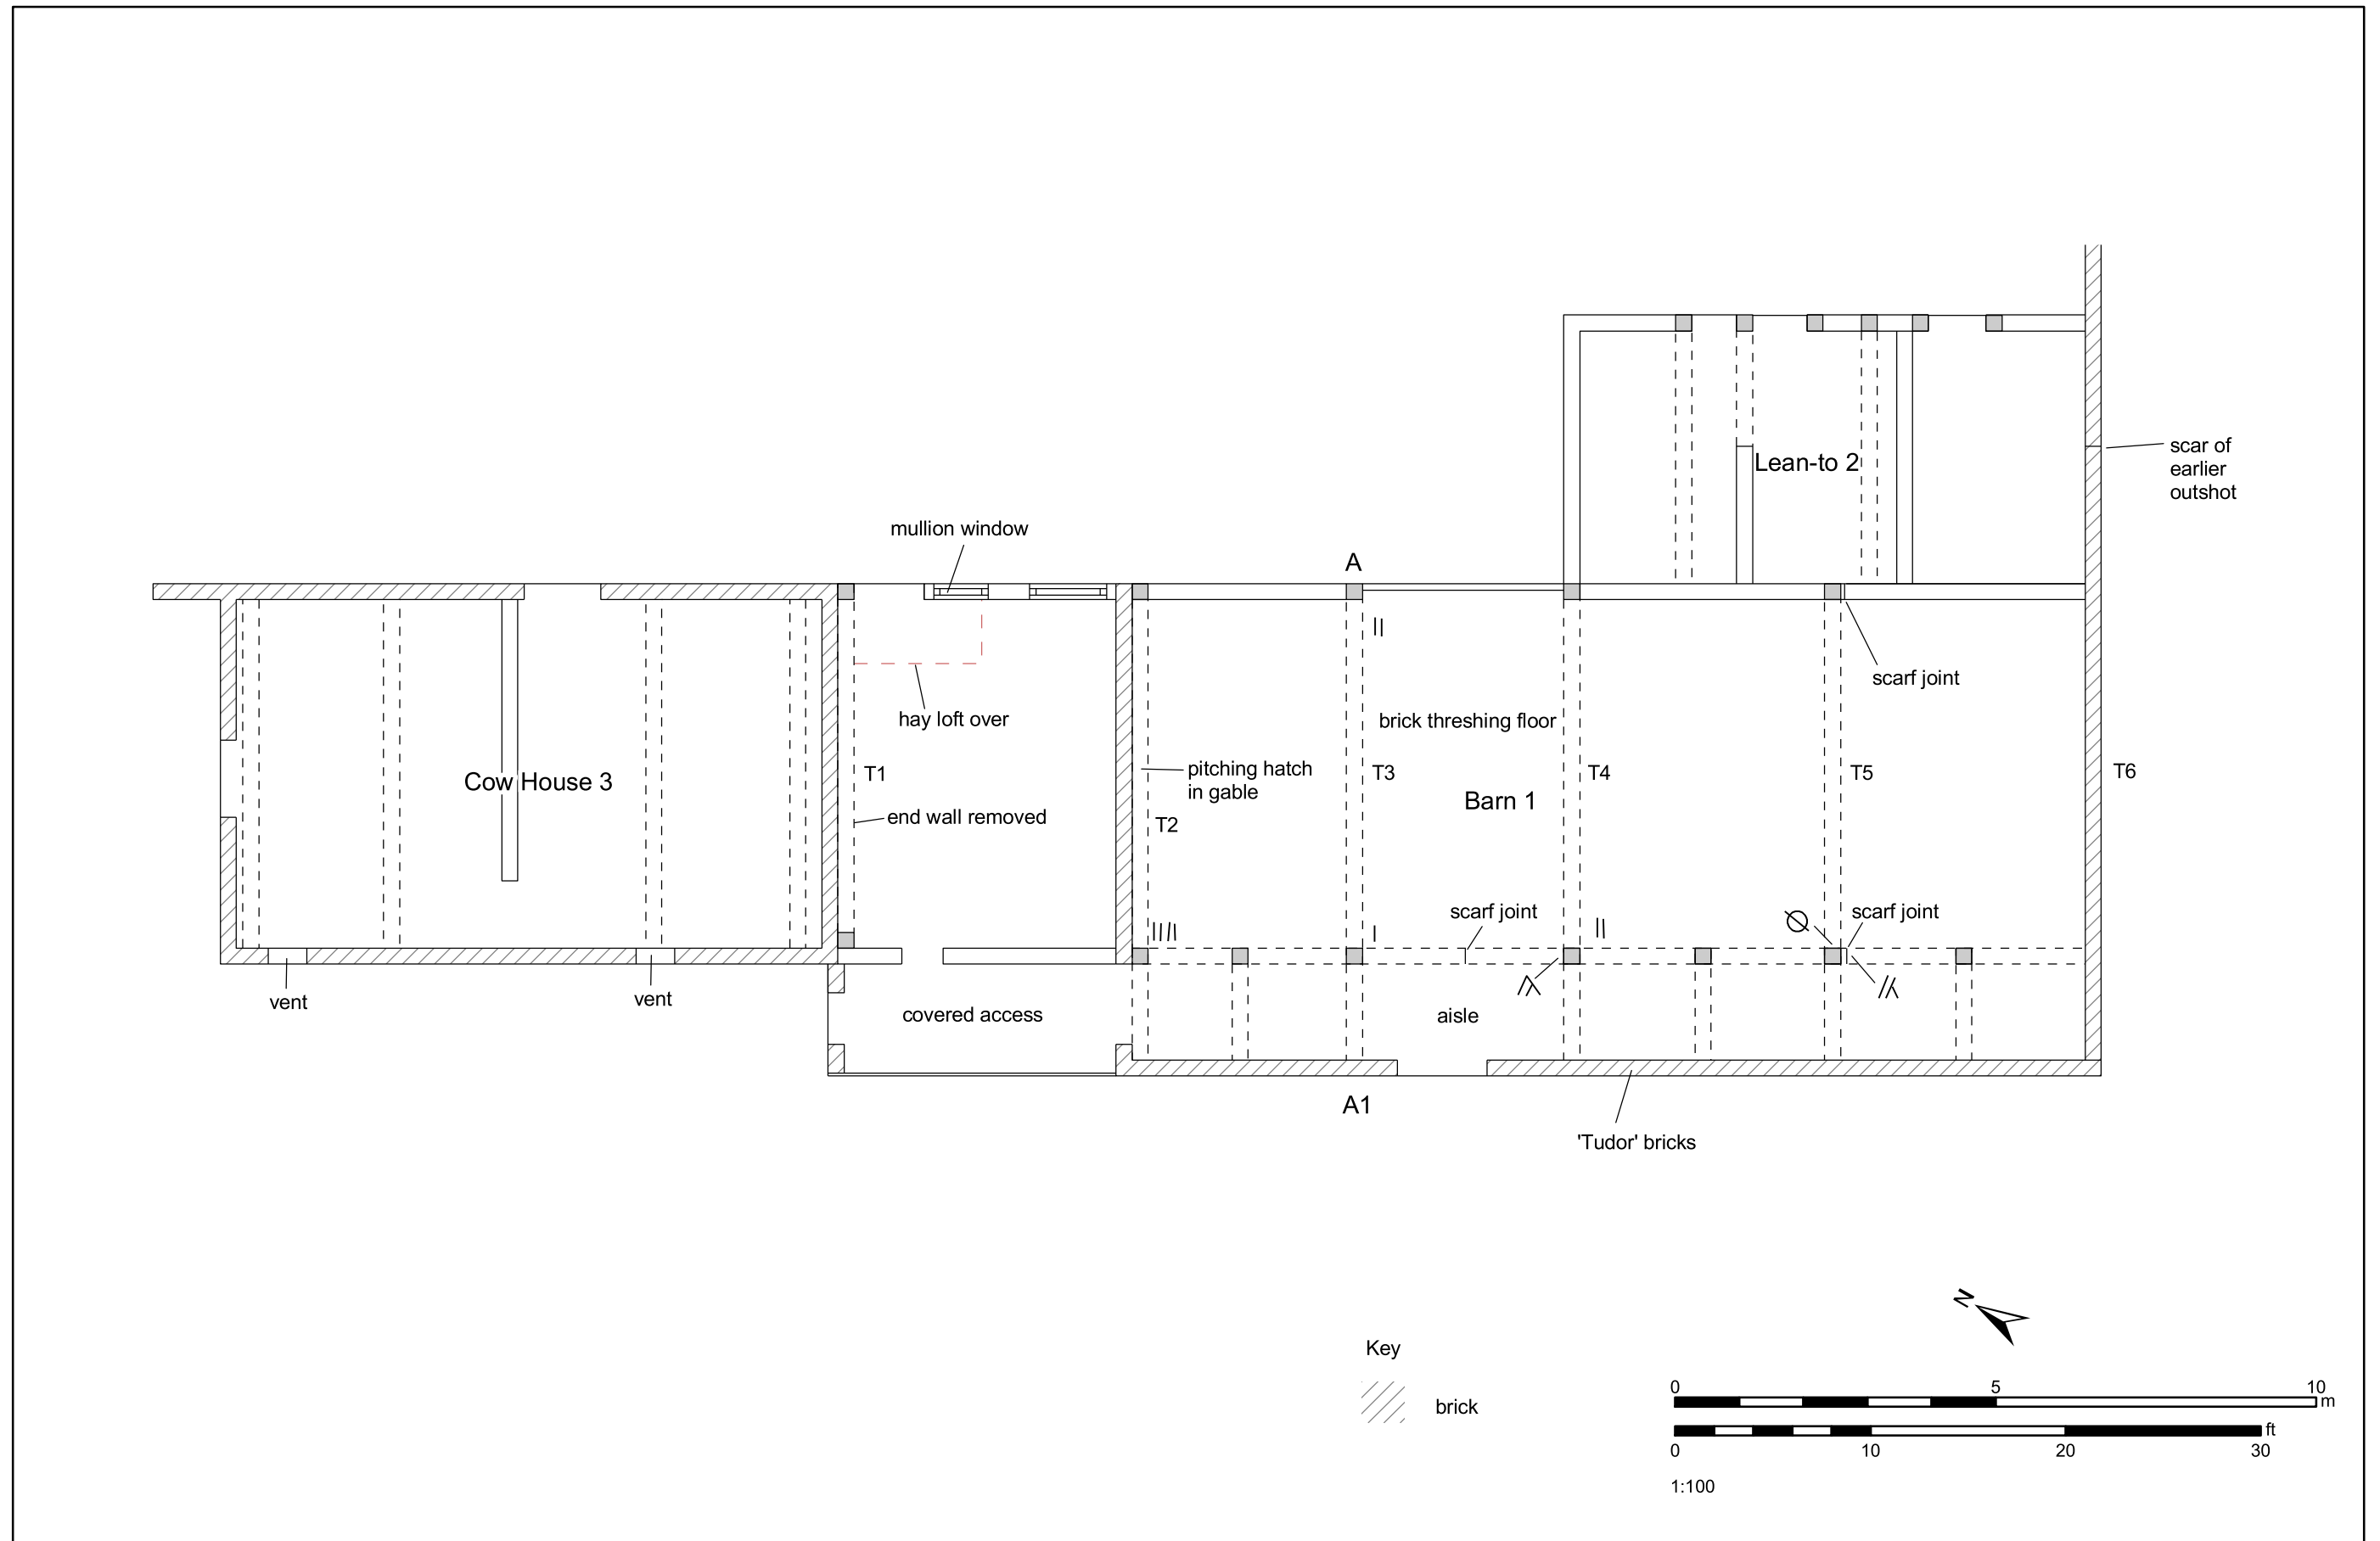 scar of
earlier
outshot
Lean-to 2
mullion window
A
II
scarf joint
hay loft over
brick threshing floor
pitching hatch
in gable
T1
T3
T4
T5
T6
Cow House 3
Barn 1
end wall removed
T2
scarf joint
scarf joint
IIII
I
II
vent
vent
covered access
aisle
A1
'Tudor' bricks
N
Key
brick
0
5
10
m
ft
0
10
20
30
1:100